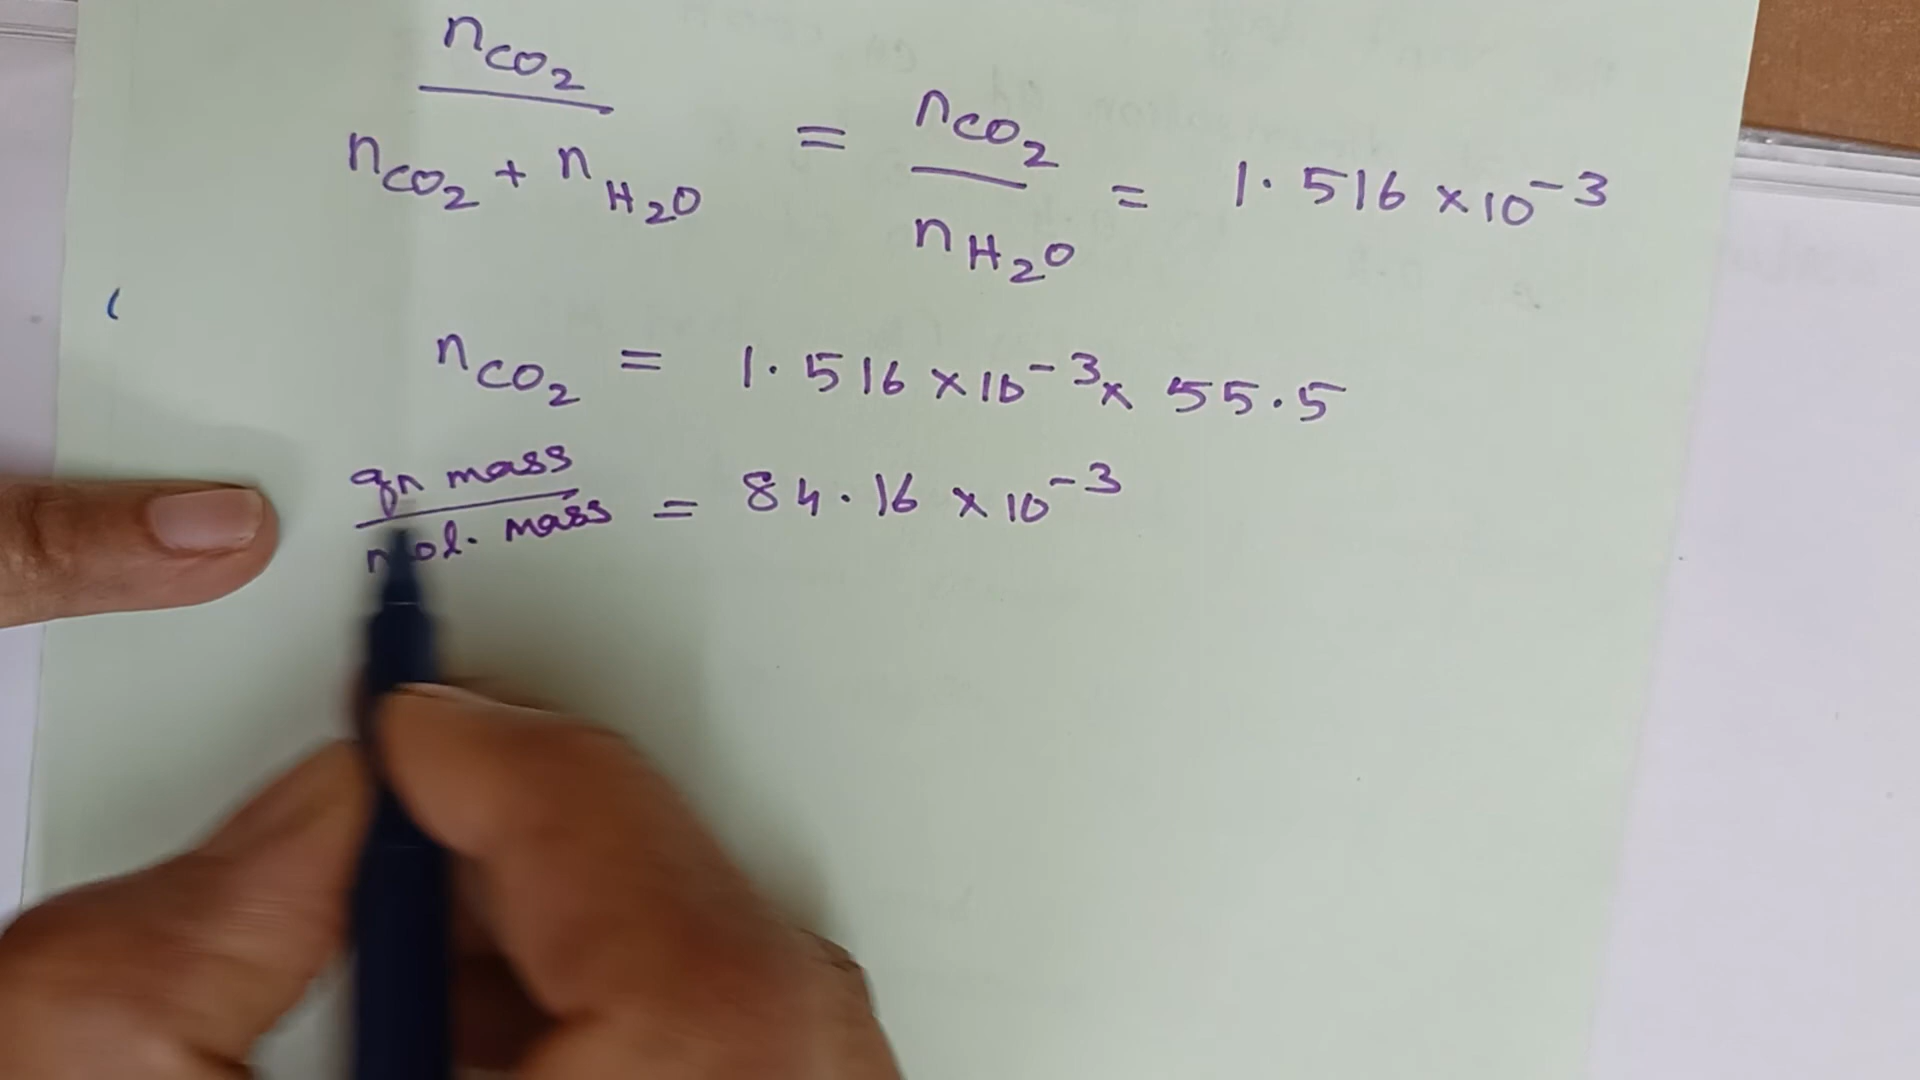 nCO2 / (nCO2 + nH2O) = nCO2 / nH2O = 1.516 × 10^-3
nCO2 = 1.516 × 10^-3 × 55.5
gn mass / mol. mass = 84.16 × 10^-3